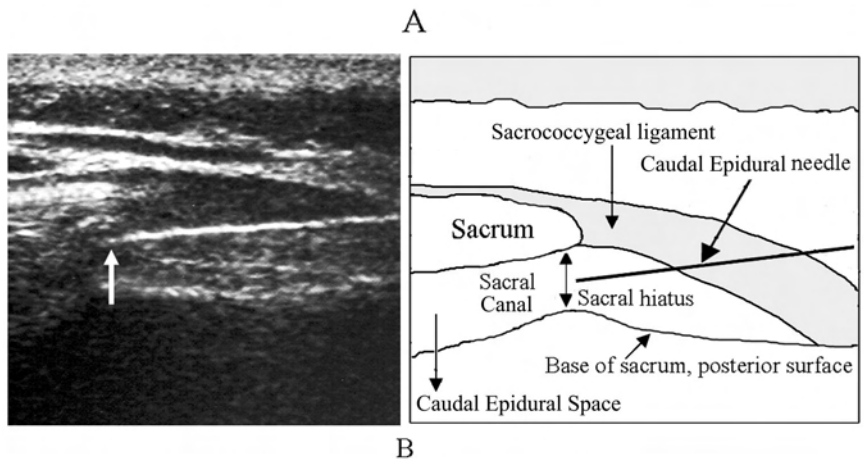 A
Sacrococcygeal ligament
Caudal Epidural needle
Sacrum
Sacral
Canal
Sacral hiatus
Base of sacrum, posterior surface
Caudal Epidural Space
B